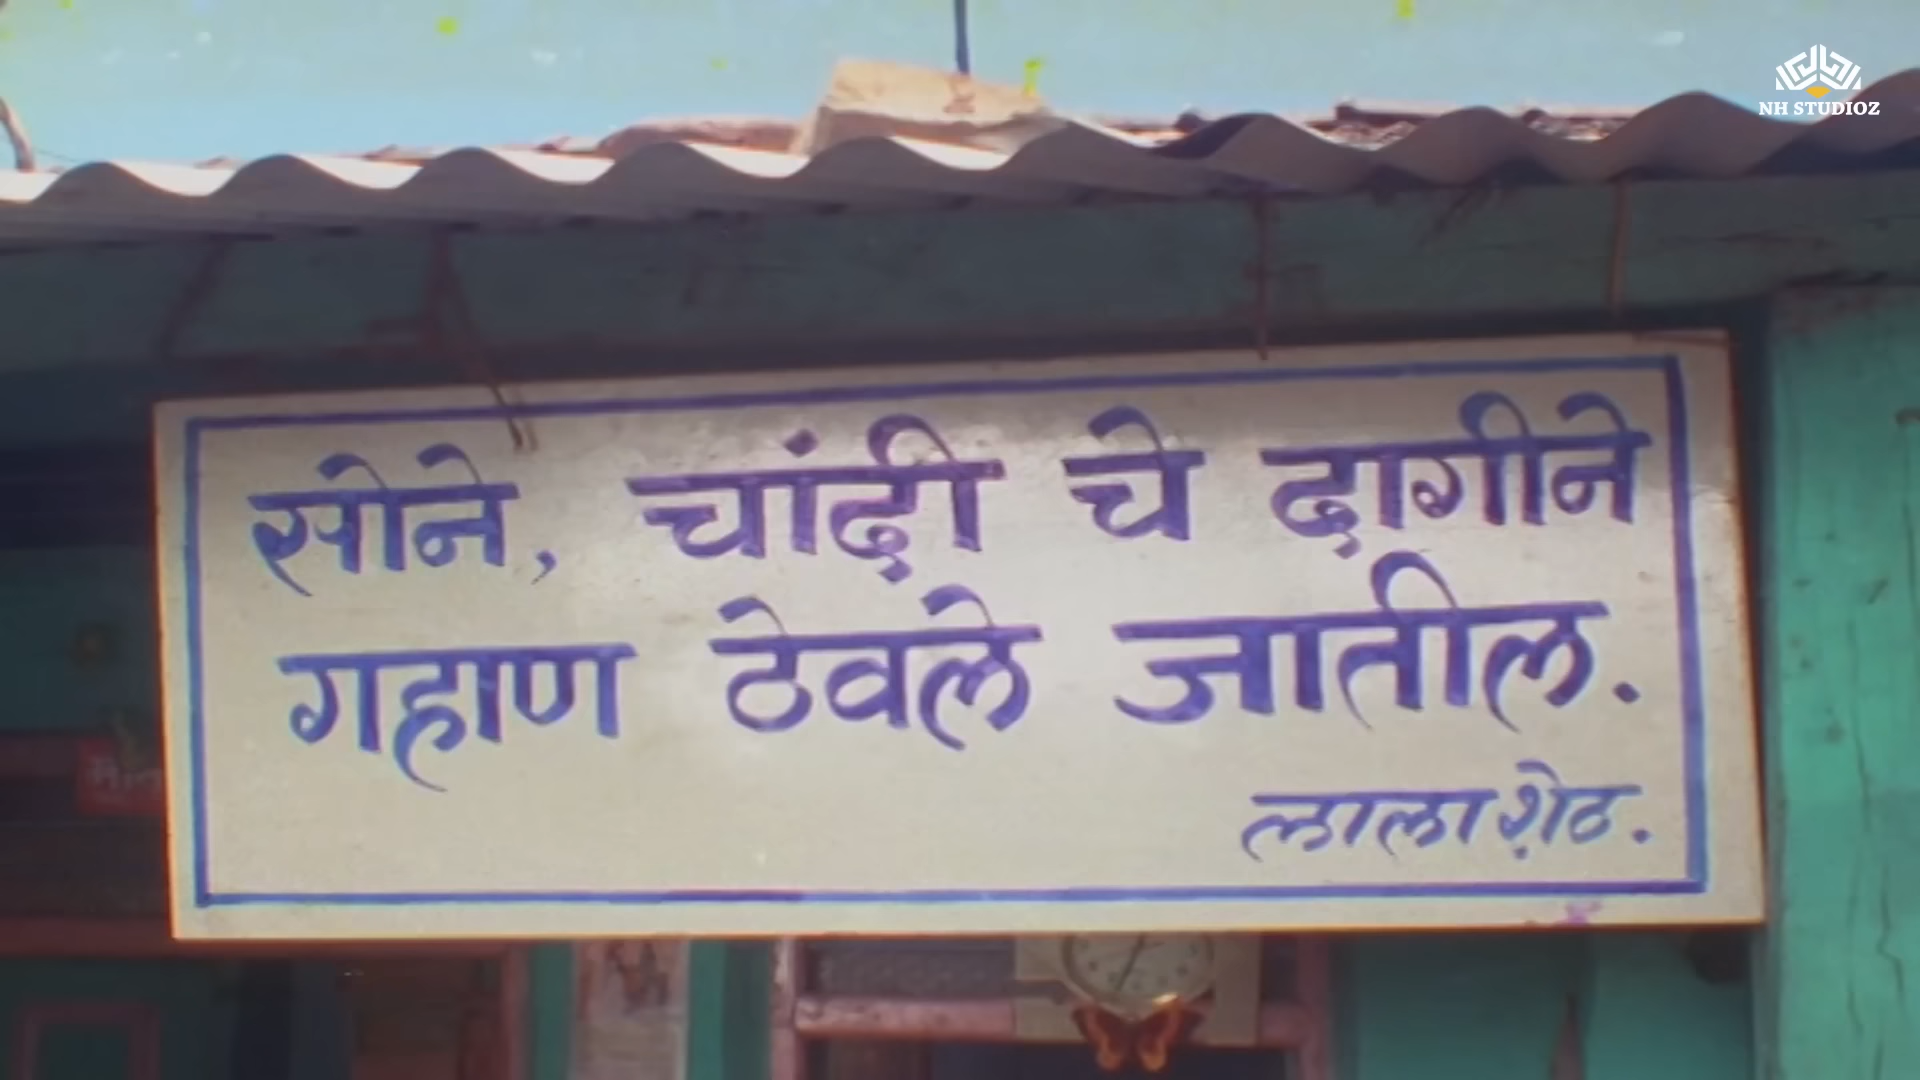 NH STUDIOZ
सोने, चांदी चे दागीने
गहाण ठेवले जातील.
लाला शेठ.